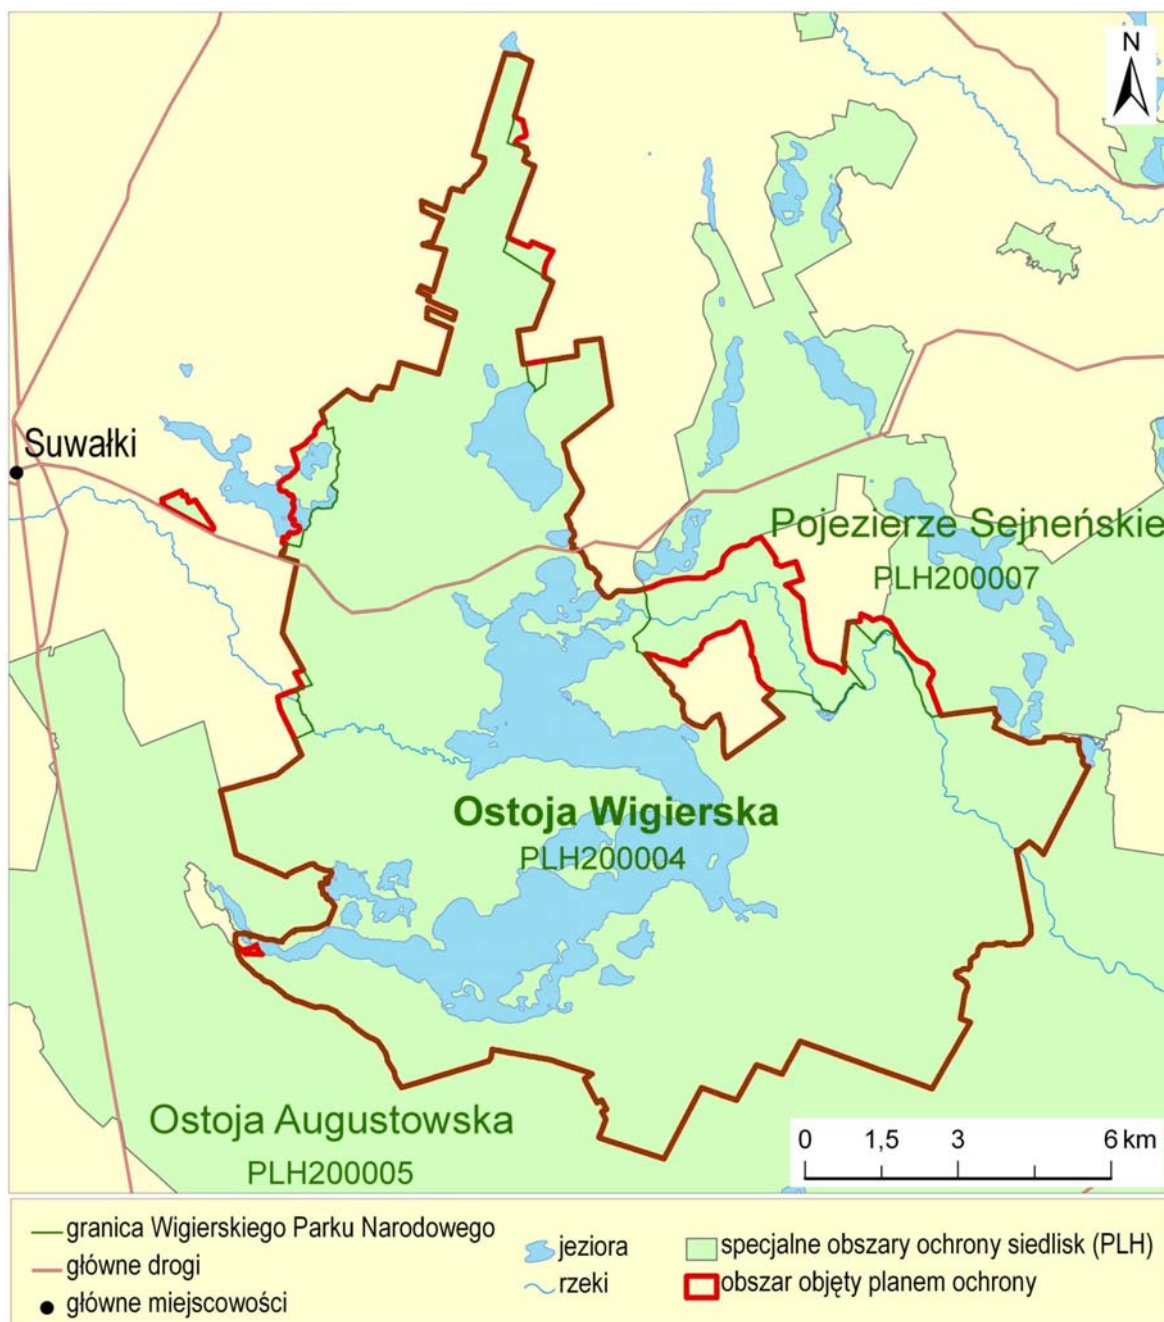 N
Suwałki
Pojezierze Sejneńskie
PLH200007
Ostoja Wigierska
PLH200004
Ostoja Augustowska
PLH200005
0 1,5 3 6 km
granica Wigierskiego Parku Narodowego
główne drogi
główne miejscowości
jeziora
rzeki
specjalne obszary ochrony siedlisk (PLH)
obszar objęty planem ochrony